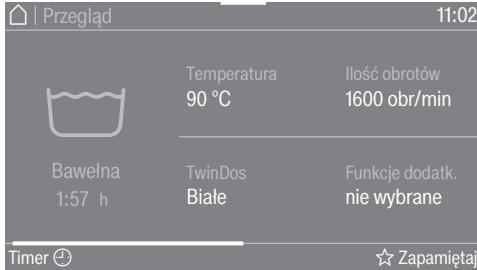 Przegląd 11:02
Temperatura Ilość obrotów
90 °C 1600 obr/min
Bawełna TwinDos Funkcje dodatk.
1:57 h Białe nie wybrane
Timer Zapamiętaj